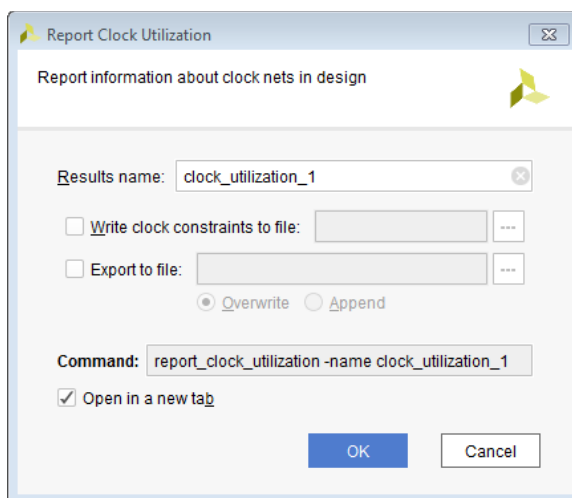 Report Clock Utilization
Report information about clock nets in design
Results name: clock_utilization_1
Write clock constraints to file: ---
Export to file: ---
Overwrite Append
Command: report_clock_utilization -name clock_utilization_1
Open in a new tab
OK Cancel